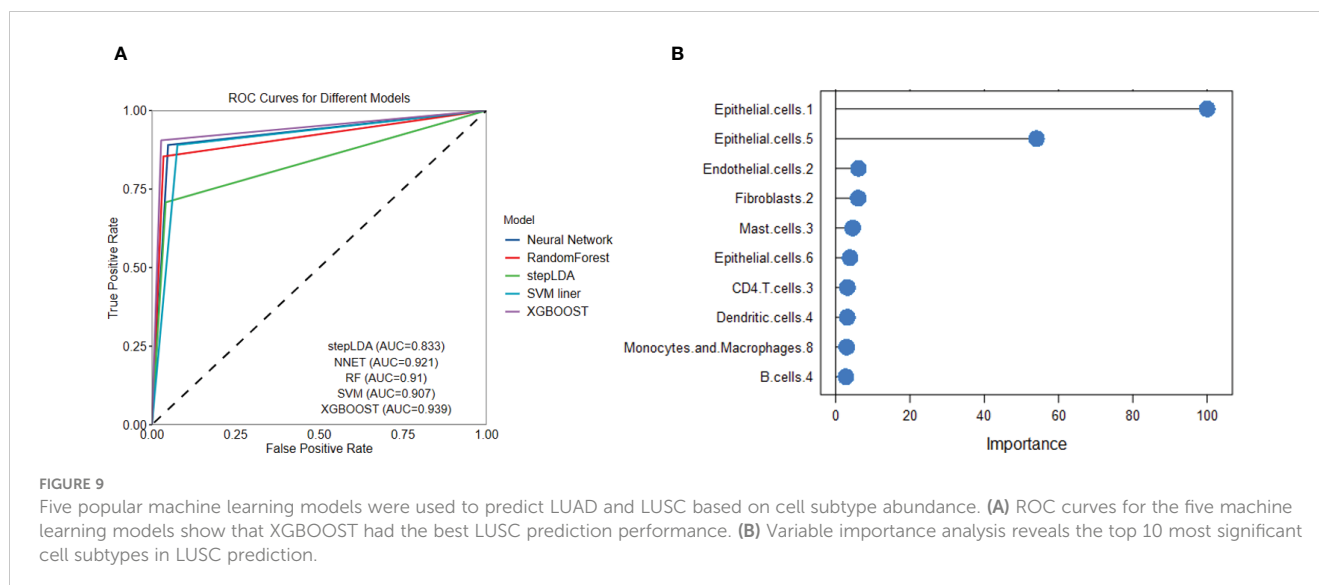 A
ROC Curves for Different Models
1.00
0.75
0.50
0.25
0.00
True Positive Rate
0.00 0.25 0.50 0.75 1.00
False Positive Rate
stepLDA (AUC=0.833)
NNET (AUC=0.921)
RF (AUC=0.91)
SVM (AUC=0.907)
XGBOOST (AUC=0.939)
Model
Neural Network
RandomForest
stepLDA
SVM liner
XGBOOST
B
Epithelial.cells.1
Epithelial.cells.5
Endothelial.cells.2
Fibroblasts.2
Mast.cells.3
Epithelial.cells.6
CD4.T.cells.3
Dendritic.cells.4
Monocytes.and.Macrophages.8
B.cells.4
0 20 40 60 80 100
Importance
FIGURE 9
Five popular machine learning models were used to predict LUAD and LUSC based on cell subtype abundance. (A) ROC curves for the five machine
learning models show that XGBOOST had the best LUSC prediction performance. (B) Variable importance analysis reveals the top 10 most significant
cell subtypes in LUSC prediction.